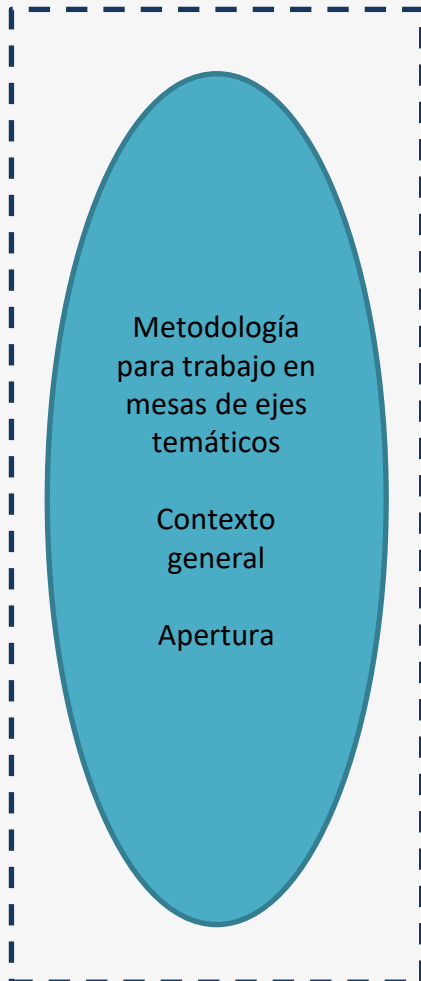 Metodología
para trabajo en
mesas de ejes
temáticos
Contexto
general
Apertura